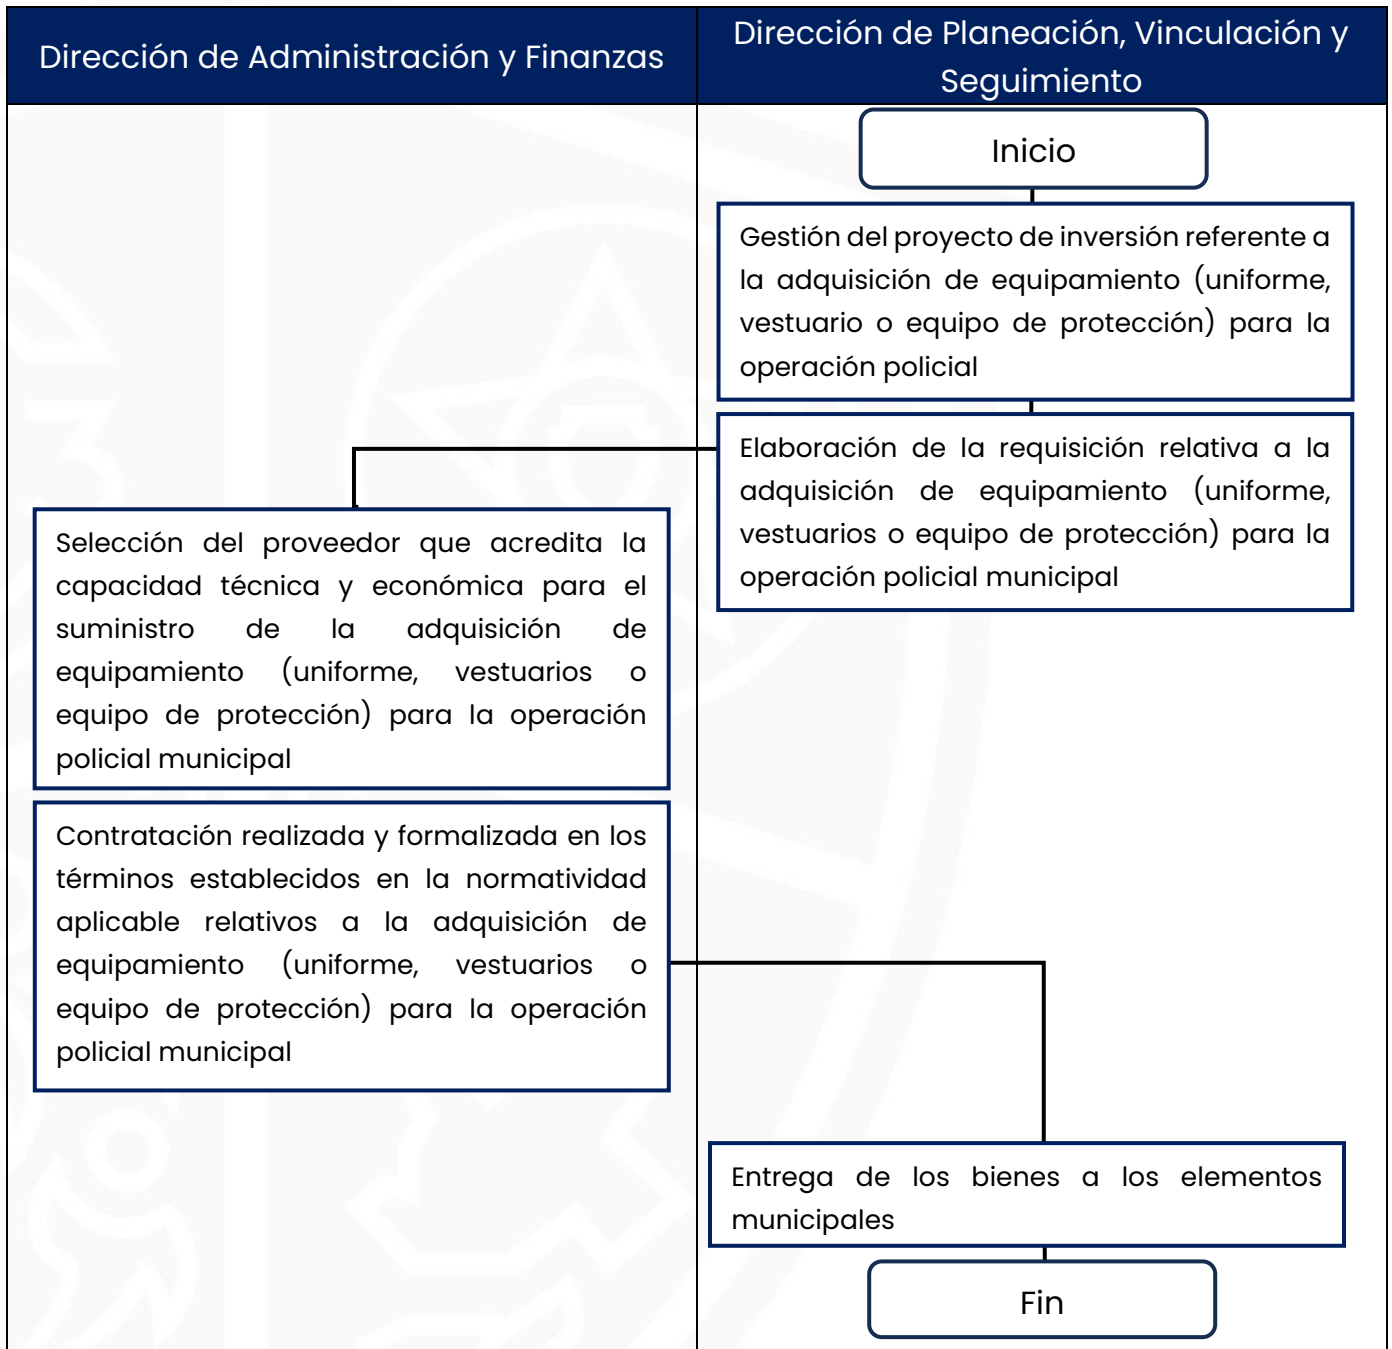 Dirección de Administración y Finanzas
Dirección de Planeación, Vinculación y
Seguimiento
Inicio
Gestión del proyecto de inversión referente a
la adquisición de equipamiento (uniforme,
vestuario o equipo de protección) para la
operación policial
Elaboración de la requisición relativa a la
adquisición de equipamiento (uniforme,
vestuarios o equipo de protección) para la
operación policial municipal
Selección del proveedor que acredita la
capacidad técnica y económica para el
suministro de la adquisición de
equipamiento (uniforme, vestuarios o
equipo de protección) para la operación
policial municipal
Contratación realizada y formalizada en los
términos establecidos en la normatividad
aplicable relativos a la adquisición de
equipamiento (uniforme, vestuarios o
equipo de protección) para la operación
policial municipal
Entrega de los bienes a los elementos
municipales
Fin